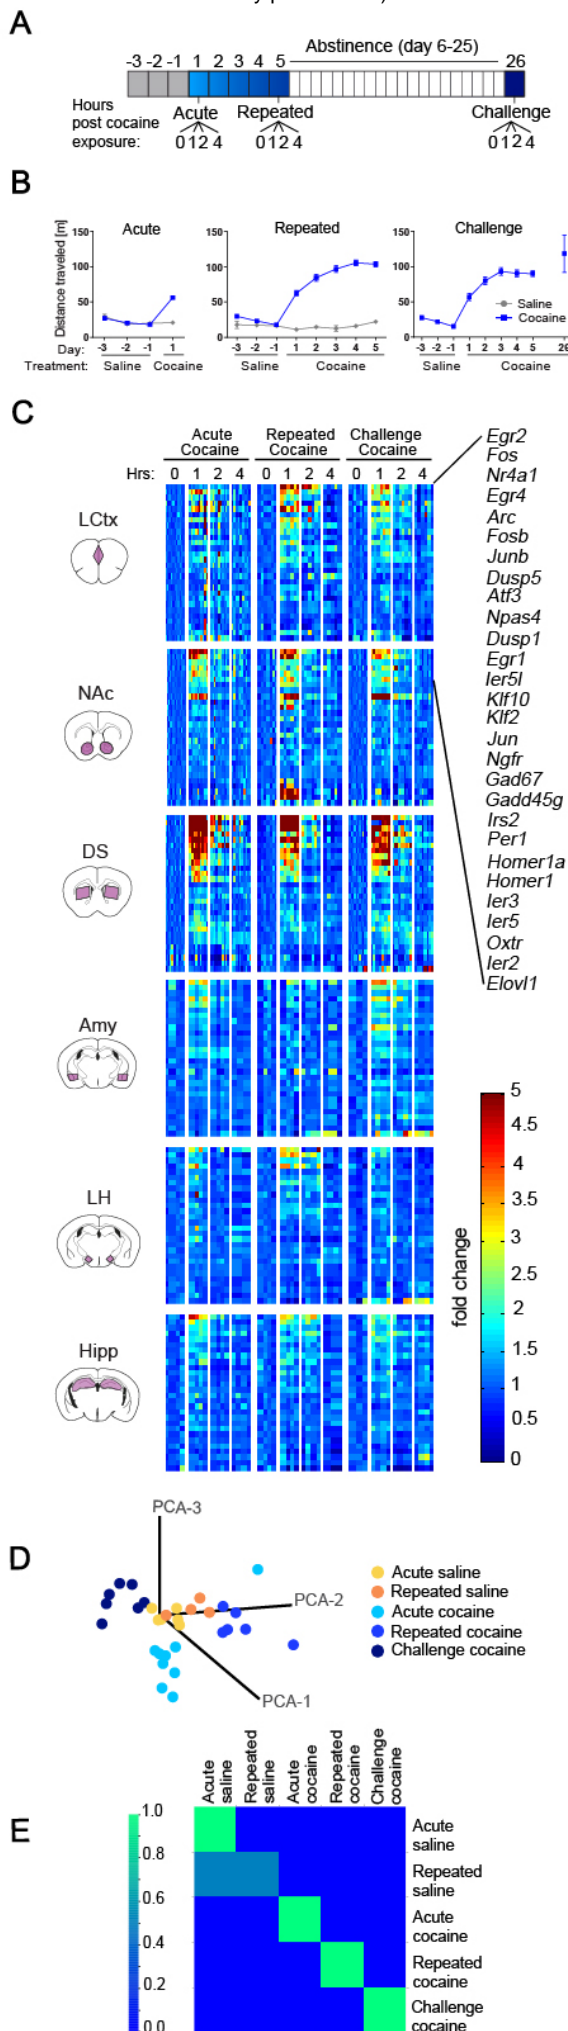 A
Abstinence (day 6-25)
-3 -2 -1 1 2 3 4 5 26
Hours
post cocaine
exposure:
Acute Repeated Challenge
0 1 2 4 0 1 2 4 0 1 2 4
B
Acute Repeated Challenge
Distance traveled [m]
150 150 150
100 100 100
50 50 50
0 0 0
Saline
Cocaine
Day: -3 -2 -1 1 -3 -2 -1 1 2 3 4 5 -3 -2 -1 1 2 3 4 5 26
Treatment: Saline Cocaine Saline Cocaine Saline Cocaine
C
Acute Cocaine
Repeated Cocaine
Challenge Cocaine
Hrs: 0 1 2 4 0 1 2 4 0 1 2 4
LCtx
NAc
DS
Amy
LH
Hipp
Egr2
Fos
Nr4a1
Egr4
Arc
Fosb
Junb
Dusp5
Atf3
Npas4
Dusp1
Egr1
Ier5l
Klf10
Klf2
Jun
Ngfr
Gad67
Gadd45g
Irs2
Per1
Homer1a
Homer1
Ier3
Ier5
Oxtr
Ier2
Elovl1
fold change
5
4.5
4
3.5
3
2.5
2
1.5
1
0.5
0
D
PCA-3
PCA-2
PCA-1
Acute saline
Repeated saline
Acute cocaine
Repeated cocaine
Challenge cocaine
E
Acute saline
Repeated saline
Acute cocaine
Repeated cocaine
Challenge cocaine
1.0
0.8
0.6
0.4
0.2
0.0
Acute
saline
Repeated
saline
Acute
cocaine
Repeated
cocaine
Challenge
cocaine